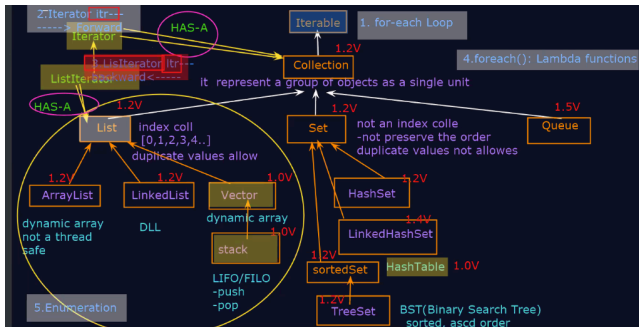 2.Iterator Itr---
-----> Forward
Iterator
HAS-A
Iterable
1. for-each Loop
1.2V
3.ListIterator Itr
Backward<-----
Collection
4.foreach(): Lambda functions
ListIterator
it represent a group of objects as a single unit
HAS-A
1.2V
List
index coll
[0,1,2,3,4..]
duplicate values allow
1.2V
Set
not an index colle
-not preserve the order
duplicate values not allowes
1.5V
Queue
1.2V
ArrayList
1.2V
LinkedList
1.0V
Vector
1.2V
HashSet
dynamic array
not a thread
safe
DLL
dynamic array
1.4V
LinkedHashSet
1.0V
stack
1.2V
sortedSet
HashTable
1.0V
LIFO/FILO
-push
-pop
5.Enumeration
1.2V
TreeSet
BST(Binary Search Tree)
sorted, ascd order